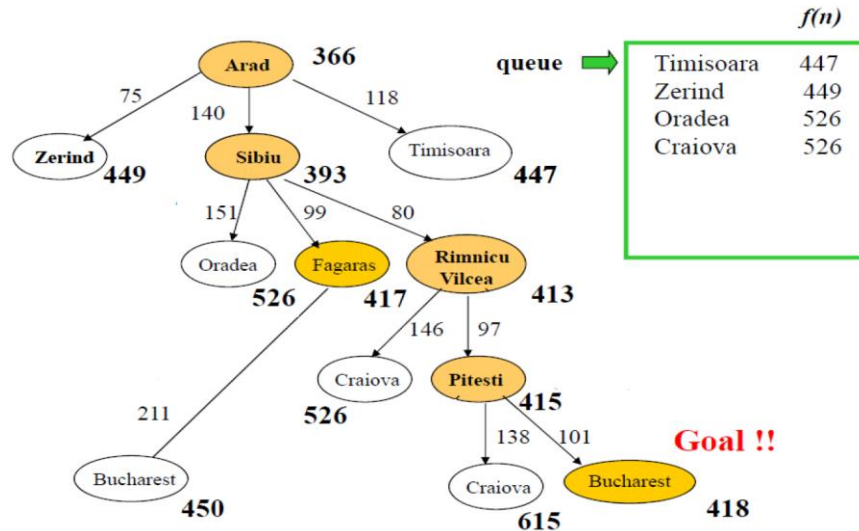 f(n)
Arad 366
queue
Timisoara 447
Zerind 449
Oradea 526
Craiova 526
75
140
118
Zerind
449
Sibiu
393
Timisoara
447
151
99
80
Oradea
526
Fagaras
417
Rimnicu
Vilcea
413
146
97
Craiova
526
Pitesti
415
211
138
101
Goal !!
Bucharest
450
Craiova
615
Bucharest
418